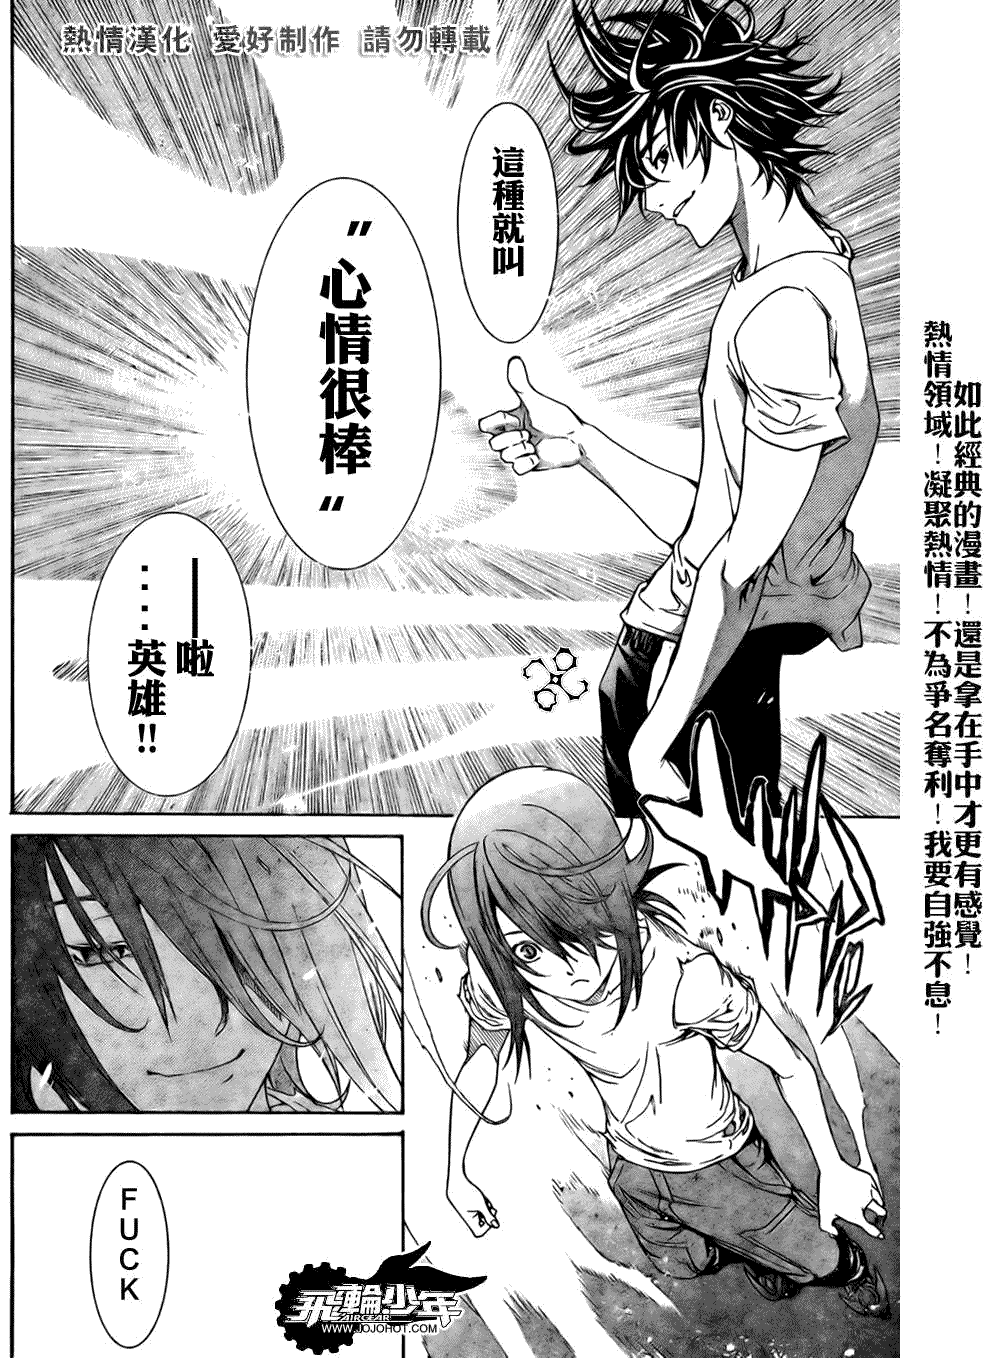 熱情漢化 愛好制作 請勿轉載
這種就叫
"心情很棒"
——啦
……英雄!!
FUCK
如此經典的漫畫！還是拿在手中才更有感覺！
熱情領域！凝聚熱情！不為爭名奪利！我要自強不息！
飛輪少年
AIRGEAR
WWW.JOJOHOT.COM